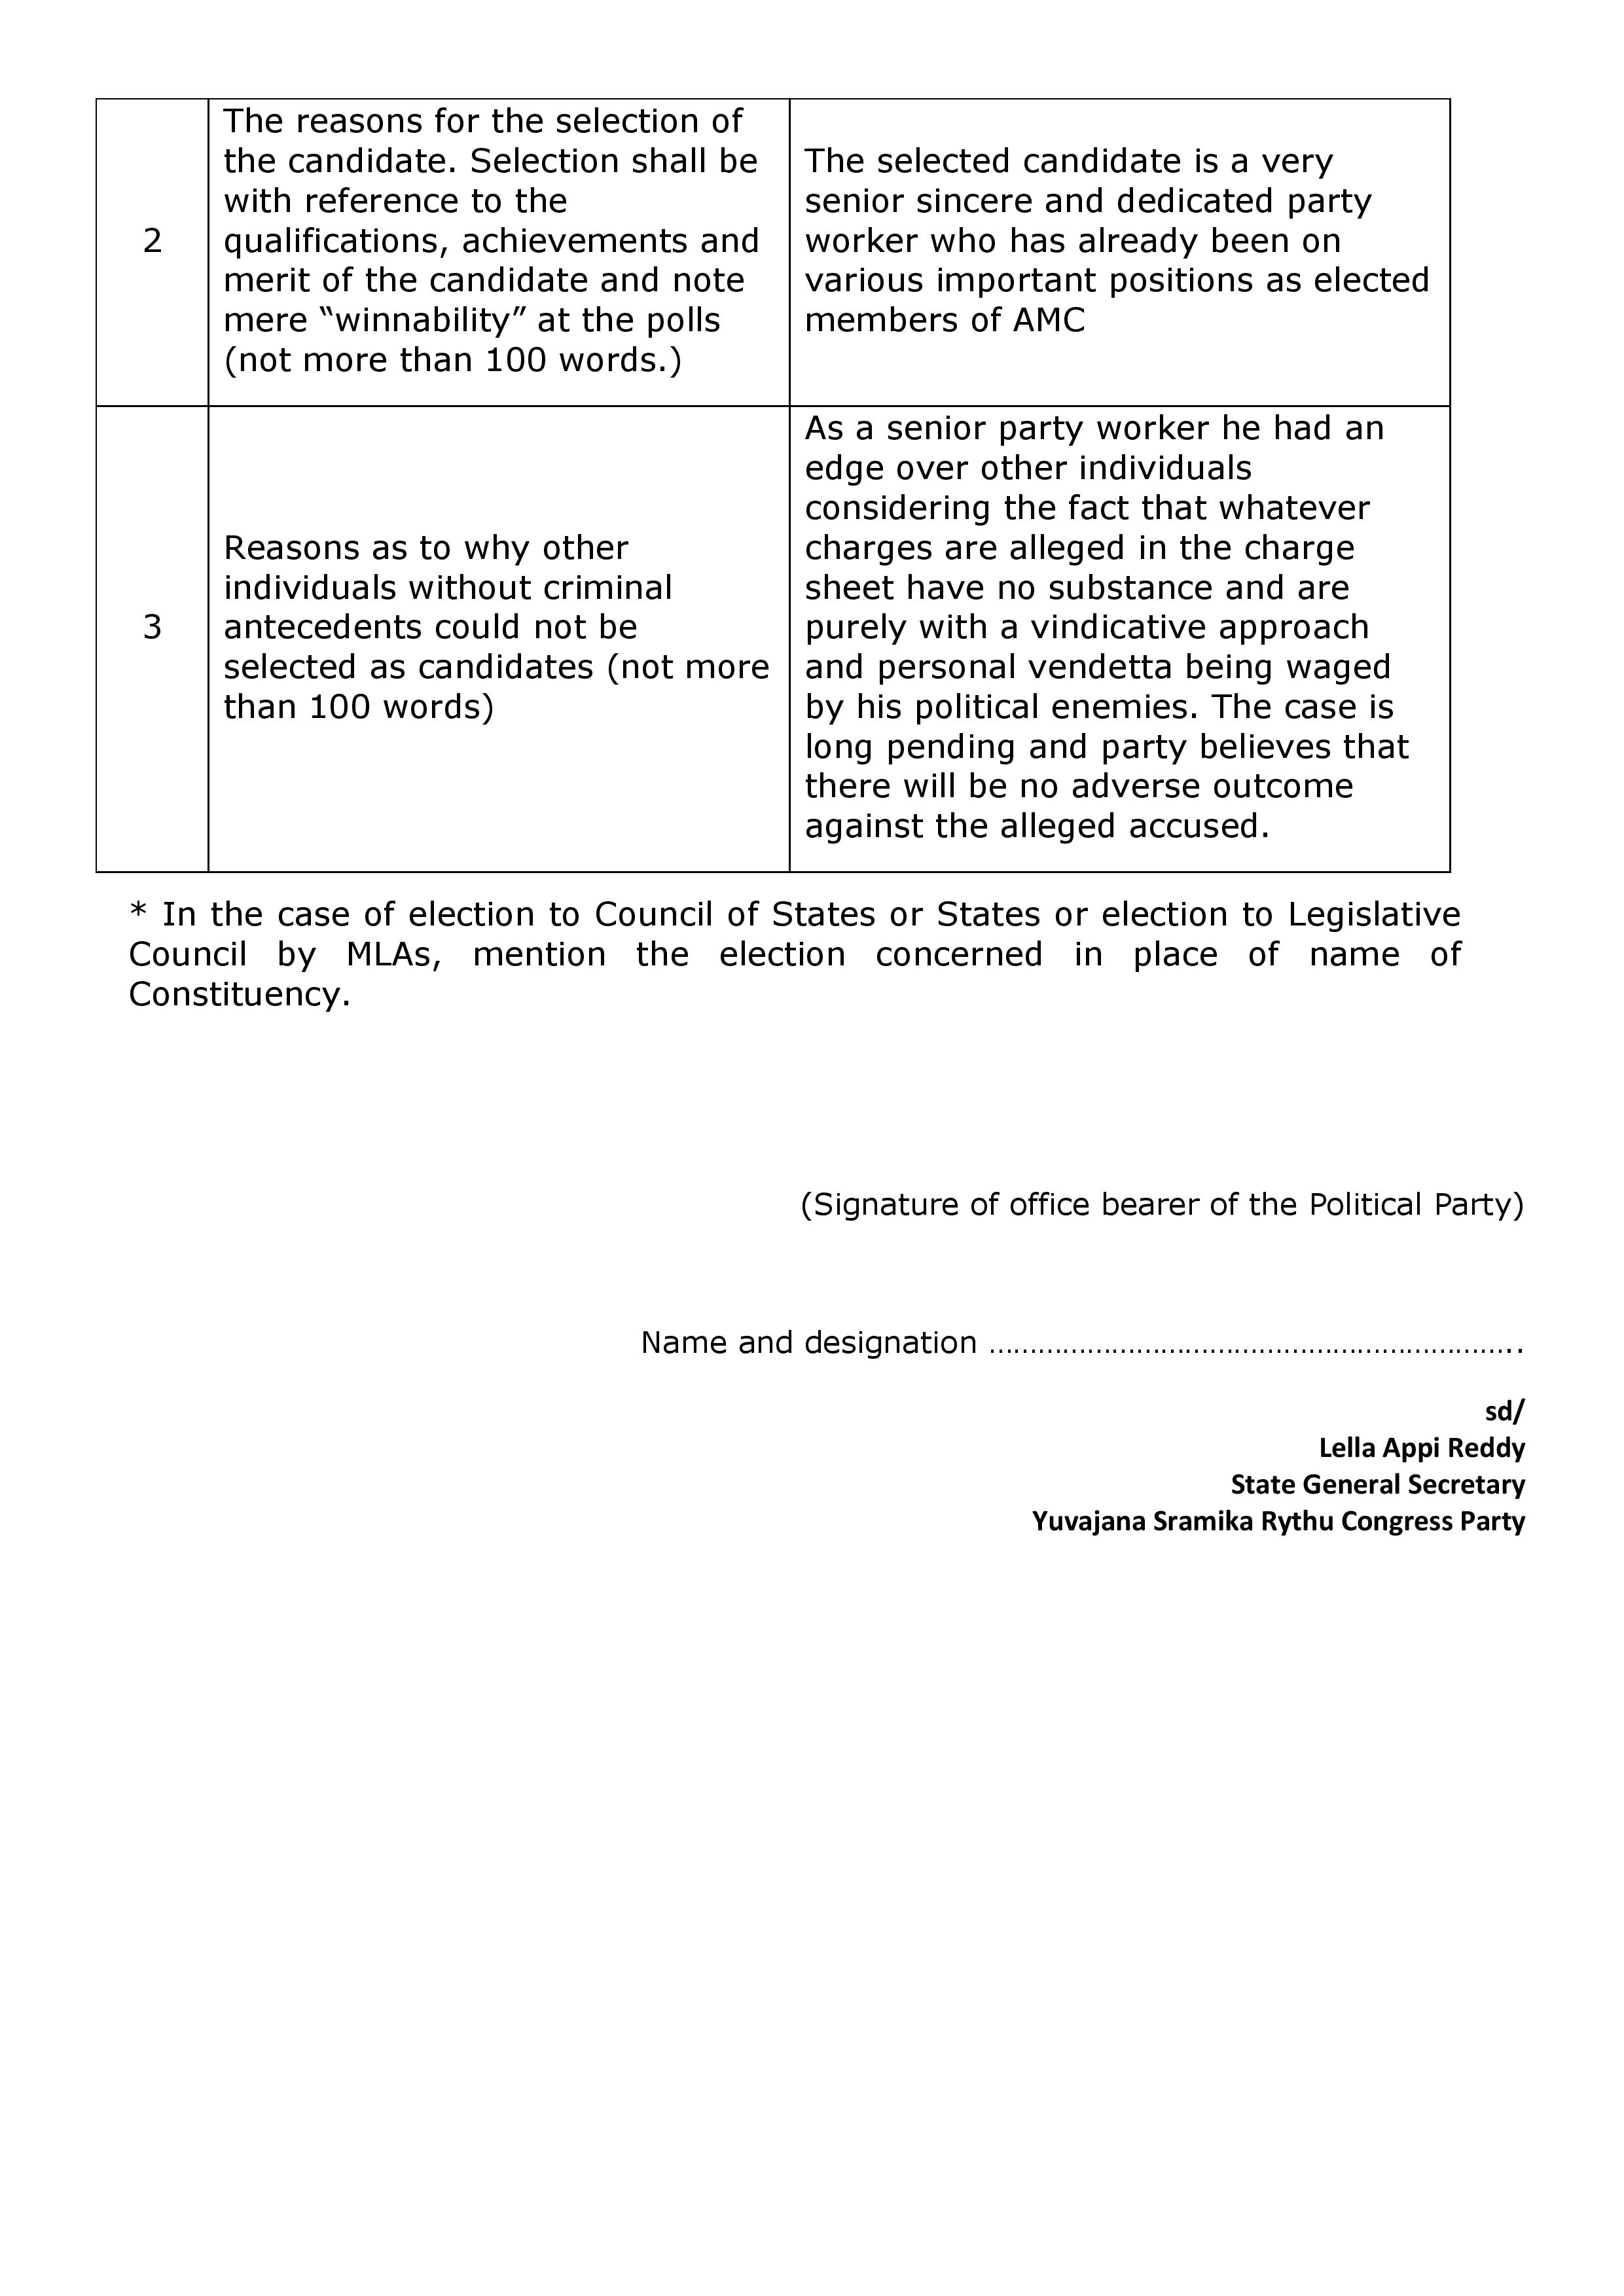 The reasons for the selection of
the candidate. Selection shall be
with reference to the
2
qualifications, achievements and
merit of the candidate and note
mere “winnability” at the polls
(not more than 100 words.)
The selected candidate is a very
senior sincere and dedicated party
worker who has already been on
various important positions as elected
members of AMC
3
Reasons as to why other
individuals without criminal
antecedents could not be
selected as candidates (not more
than 100 words)
As a senior party worker he had an
edge over other individuals
considering the fact that whatever
charges are alleged in the charge
sheet have no substance and are
purely with a vindicative approach
and personal vendetta being waged
by his political enemies. The case is
long pending and party believes that
there will be no adverse outcome
against the alleged accused.
* In the case of election to Council of States or States or election to Legislative
Council by MLAs, mention the election concerned in place of name of
Constituency.
(Signature of office bearer of the Political Party)
Name and designation ……………………………………………………..
sd/
Lella Appi Reddy
State General Secretary
Yuvajana Sramika Rythu Congress Party